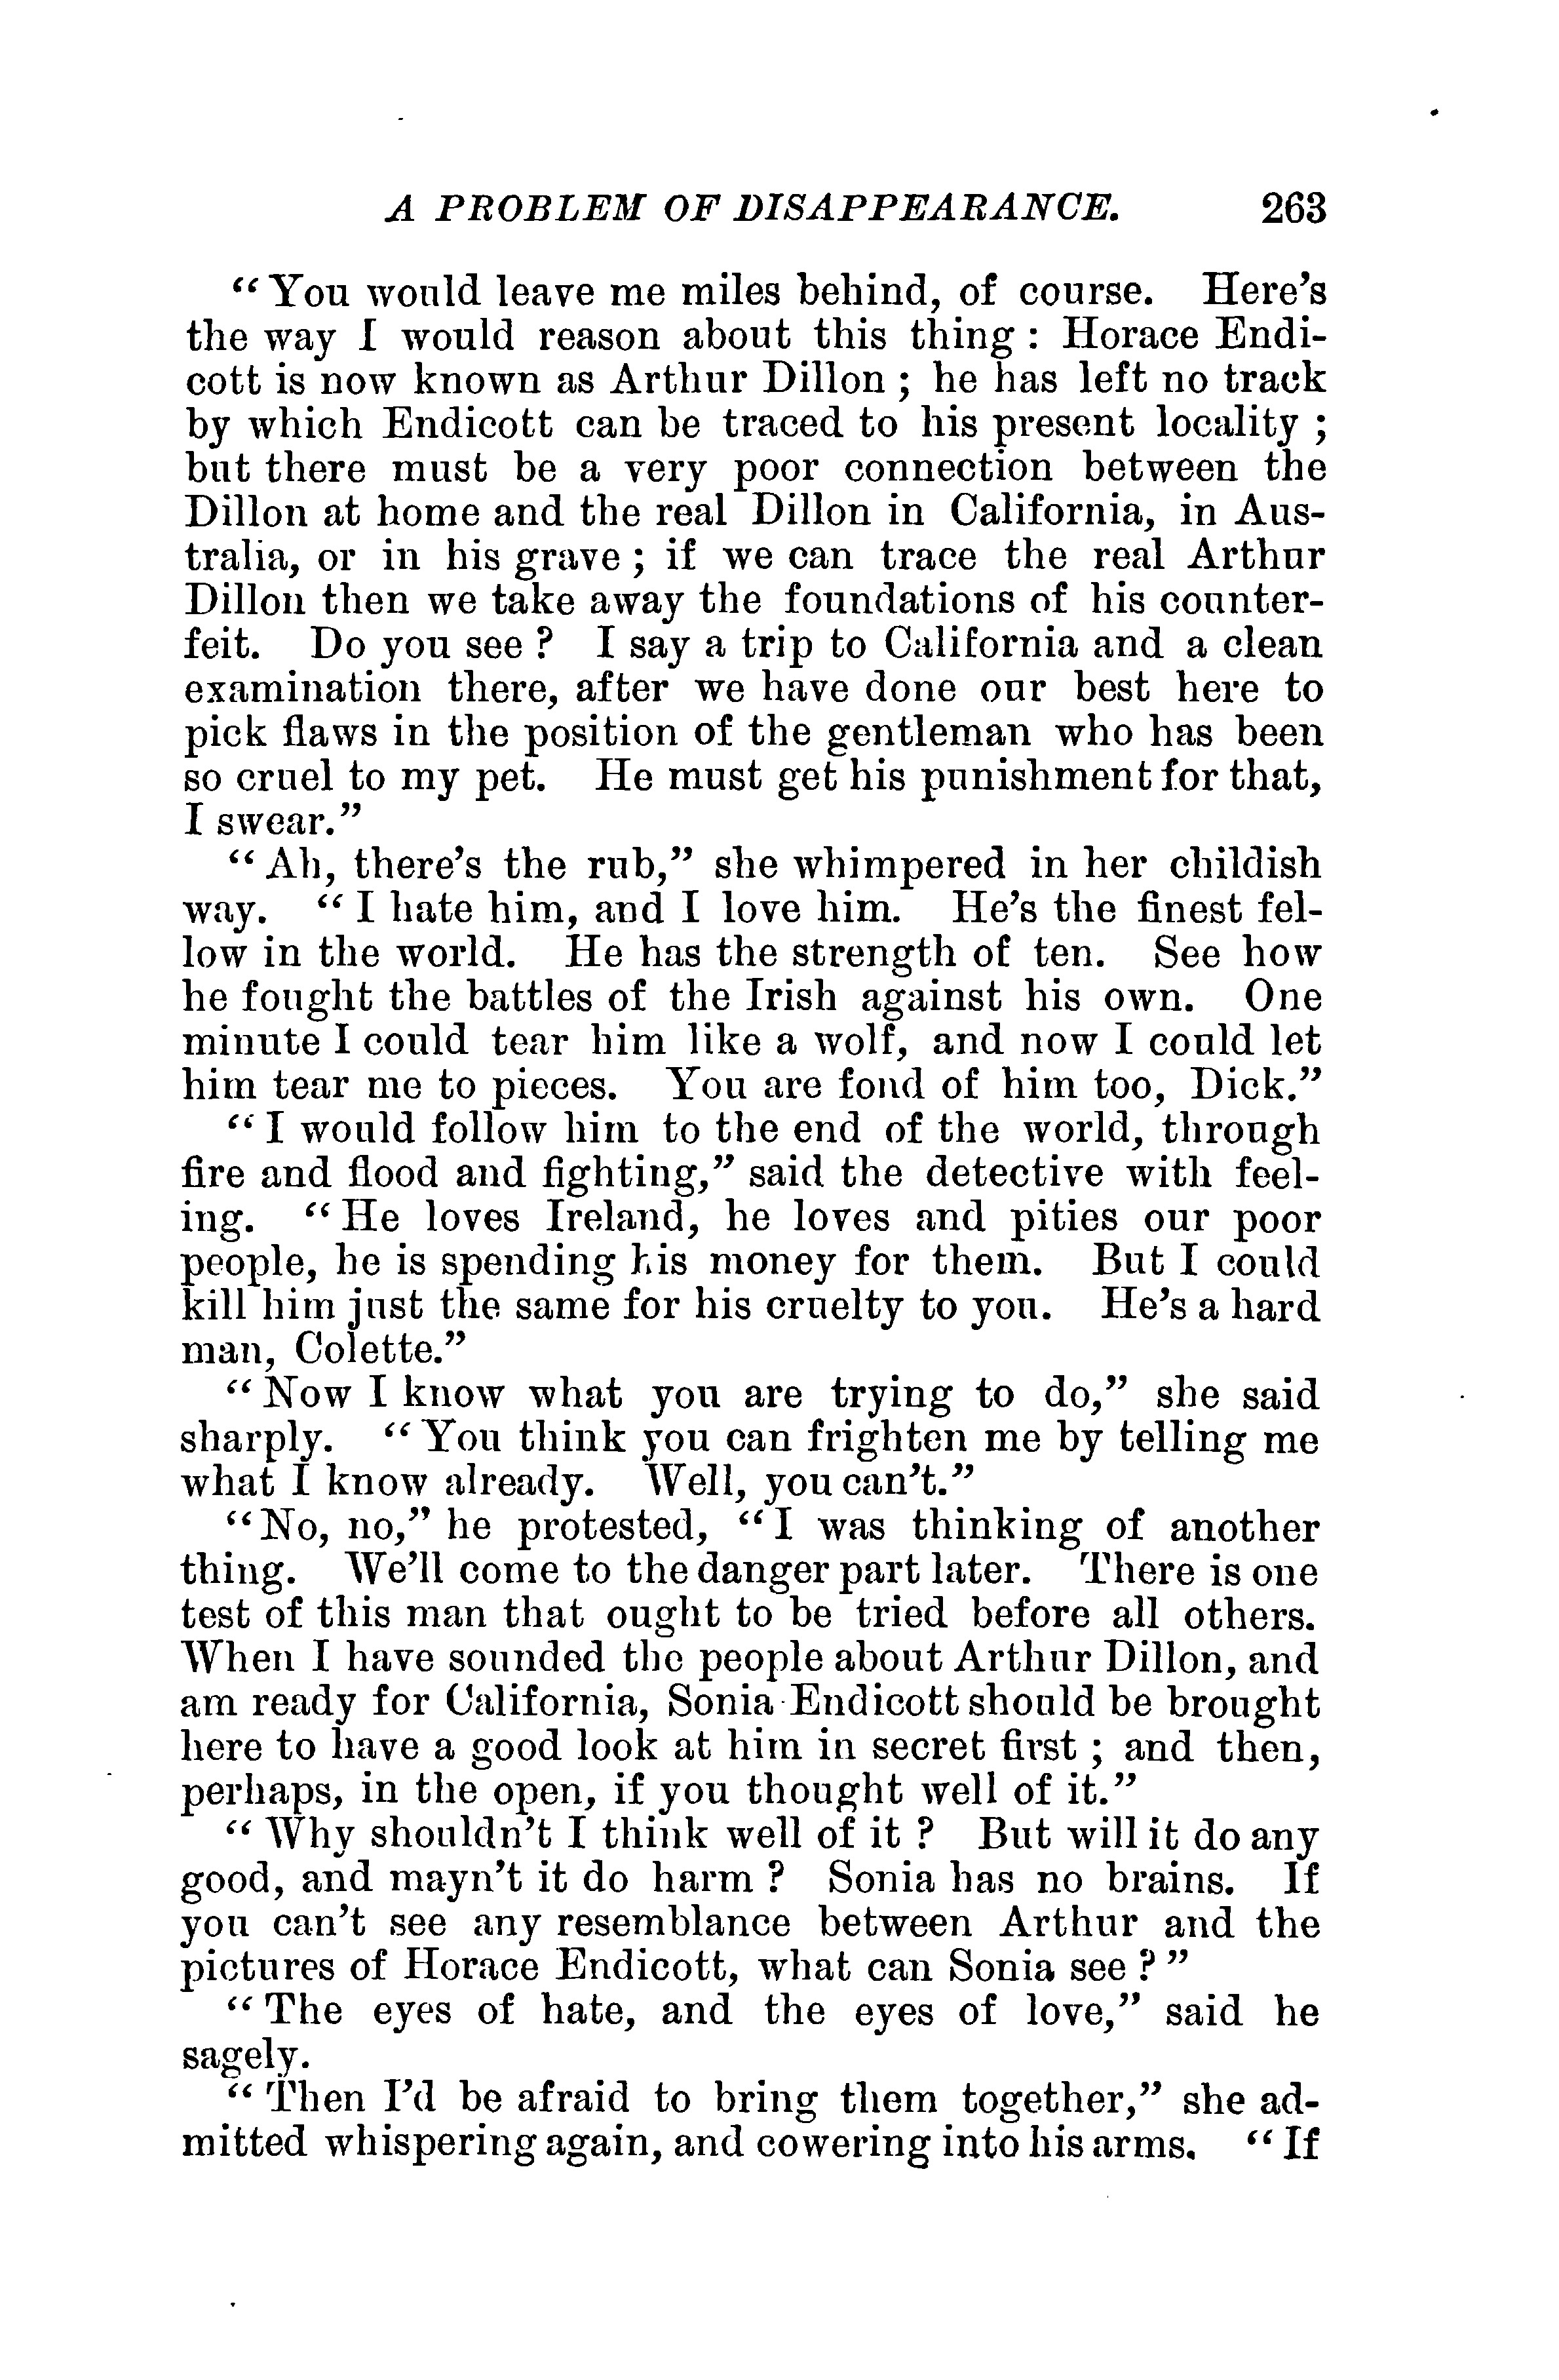 A PROBLEM OF DISAPPEARANCE. 263
“You would leave me miles behind, of course. Here’s
the way I would reason about this thing : Horace Endi-
cott is now known as Arthur Dillon ; he has left no track
by which Endicott can be traced to his present locality ;
but there must be a very poor connection between the
Dillon at home and the real Dillon in California, in Aus-
tralia, or in his grave ; if we can trace the real Arthur
Dillon then we take away the foundations of his counter-
feit. Do you see ? I say a trip to California and a clean
examination there, after we have done our best here to
pick flaws in the position of the gentleman who has been
so cruel to my pet. He must get his punishment for that,
I swear.”
“Ah, there’s the rub,” she whimpered in her childish
way. “I hate him, and I love him. He’s the finest fel-
low in the world. He has the strength of ten. See how
he fought the battles of the Irish against his own. One
minute I could tear him like a wolf, and now I could let
him tear me to pieces. You are fond of him too, Dick.”
“I would follow him to the end of the world, through
fire and flood and fighting,” said the detective with feel-
ing. “He loves Ireland, he loves and pities our poor
people, he is spending his money for them. But I could
kill him just the same for his cruelty to you. He’s a hard
man, Colette.”
“Now I know what you are trying to do,” she said
sharply. “You think you can frighten me by telling me
what I know already. Well, you can’t.”
“No, no,” he protested, “I was thinking of another
thing. We’ll come to the danger part later. There is one
test of this man that ought to be tried before all others.
When I have sounded the people about Arthur Dillon, and
am ready for California, Sonia Endicott should be brought
here to have a good look at him in secret first ; and then,
perhaps, in the open, if you thought well of it.”
“Why shouldn’t I think well of it ? But will it do any
good, and mayn’t it do harm ? Sonia has no brains. If
you can’t see any resemblance between Arthur and the
pictures of Horace Endicott, what can Sonia see ?”
“The eyes of hate, and the eyes of love,” said he
sagely.
“Then I’d be afraid to bring them together,” she ad-
mitted whispering again, and cowering into his arms. “If